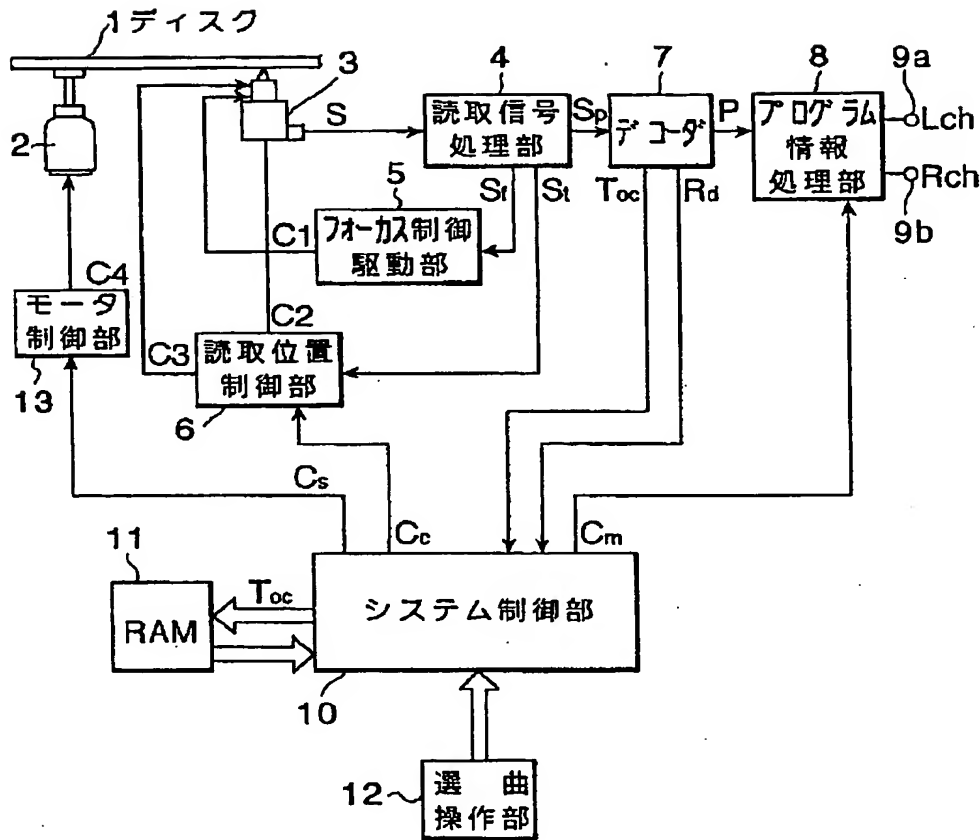 1ディスク
2
3
S
4
読取信号
処理部
Sp
7
デコーダ
P
8
プログラム
情報
処理部
9a
Lch
Rch
9b
Sf
St
Toc
Rd
5
フォーカス制御
駆動部
C1
C2
C3
読取位置
制御部
6
C4
モータ
制御部
13
Cs
Cc
Cm
11
RAM
Toc
システム制御部
10
12
選曲
操作部